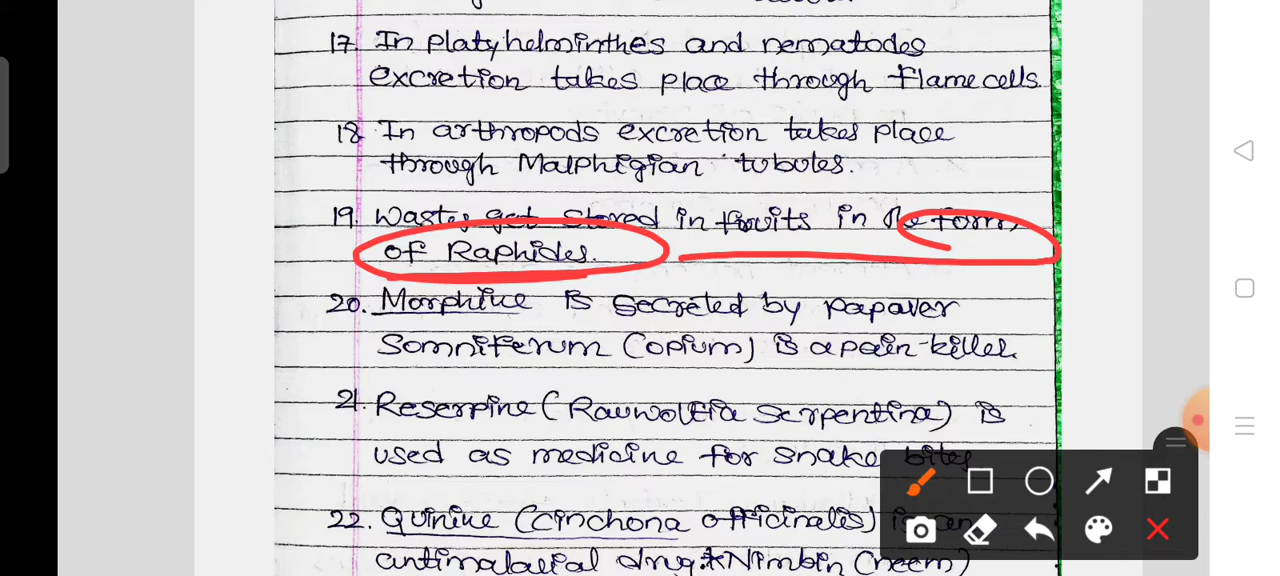 17. In platyhelminthes and nematodes
excretion takes place through flamecells.
18. In arthropods excretion takes place
through Malphigian tubules.
19. Wastes get stored in fruits in the form
of Raphides.
20. Morphine is secreted by papaver
Somniferum (opium) is a pain-killer.
21. Reserpine (Rauwolfia Serpentina) is
used as medicine for snake bites
22. Quinine (Cinchona officinalis) is an
antimalarial drug.*Nimbin (neem)